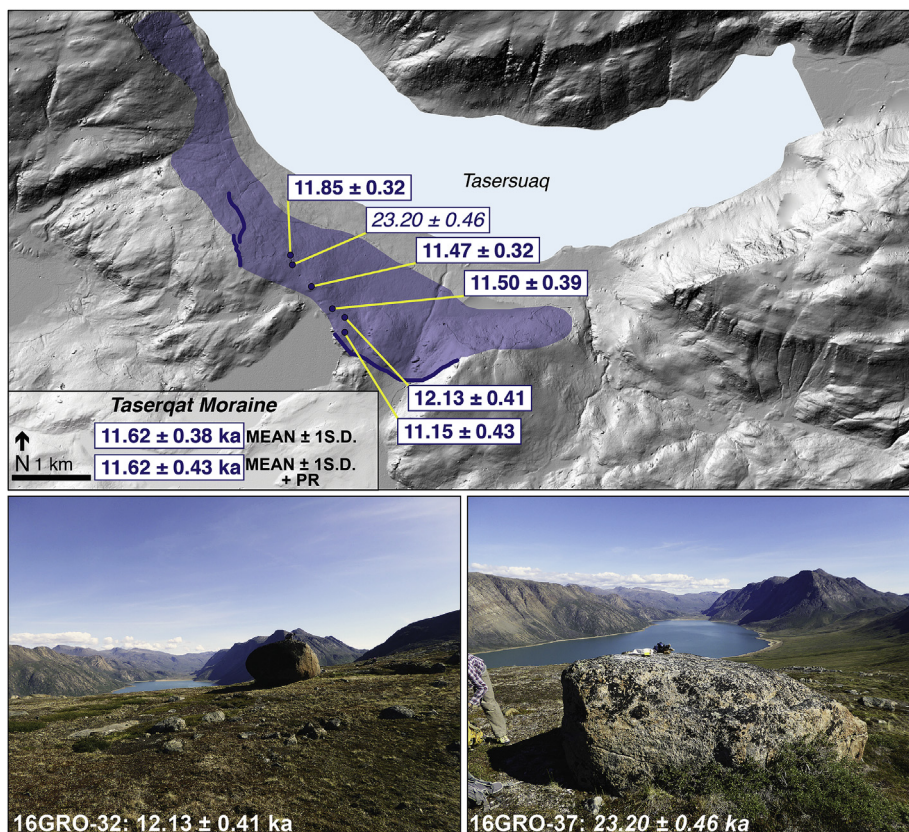 11.85 ± 0.32
Tasersuaq
23.20 ± 0.46
11.47 ± 0.32
11.50 ± 0.39
12.13 ± 0.41
11.15 ± 0.43
Taserqat Moraine
11.62 ± 0.38 ka MEAN ± 1S.D.
11.62 ± 0.43 ka MEAN ± 1S.D.
+ PR
N 1 km
16GRO-32: 12.13 ± 0.41 ka
16GRO-37: 23.20 ± 0.46 ka